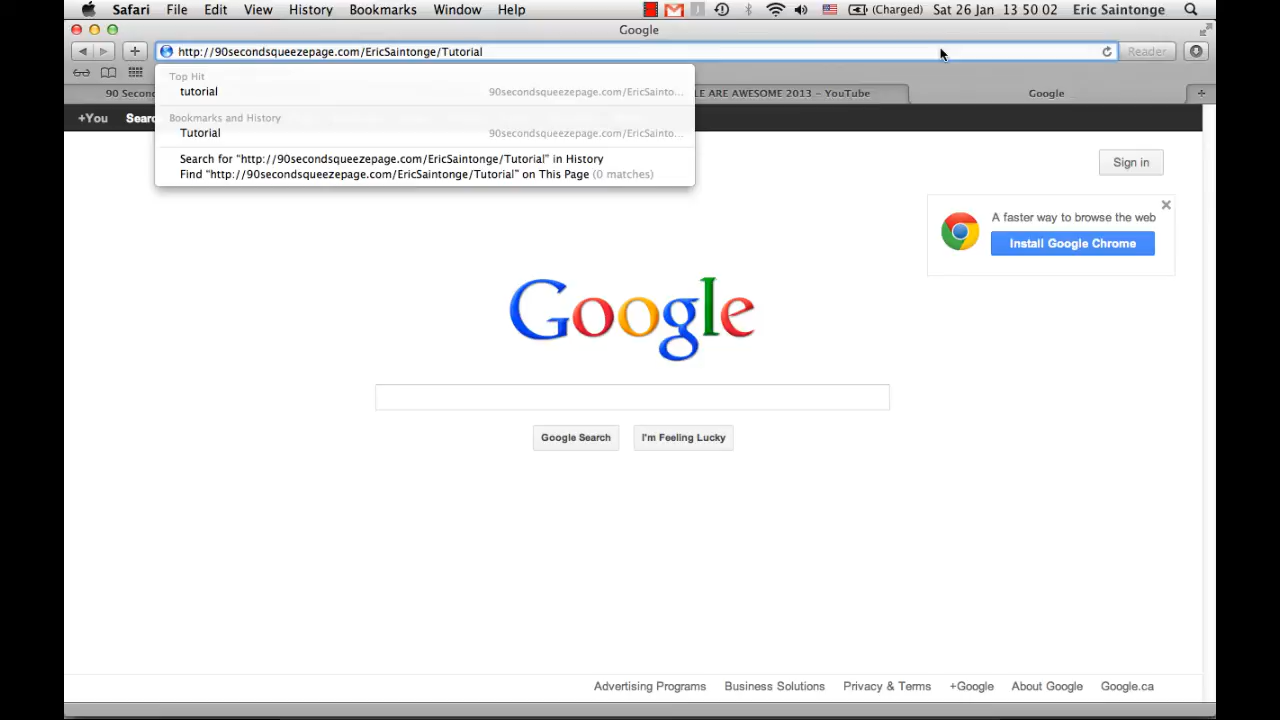 Safari File Edit View History Bookmarks Window Help (Charged) Sat 26 Jan 13 50 02 Eric Saintonge
Google
http://90secondsqueezepage.com/EricSaintonge/Tutorial Reader
Top Hit
tutorial 90secondsqueezepage.com/EricSainto...
90 Secon LE ARE AWESOME 2013 – YouTube Google
Bookmarks and History
+You Sear
Tutorial 90secondsqueezepage.com/EricSainto...
Search for "http://90secondsqueezepage.com/EricSaintonge/Tutorial" in History
Find "http://90secondsqueezepage.com/EricSaintonge/Tutorial" on This Page (0 matches)
Sign in
A faster way to browse the web
Install Google Chrome
Google
Google Search I'm Feeling Lucky
Advertising Programs Business Solutions Privacy & Terms +Google About Google Google.ca